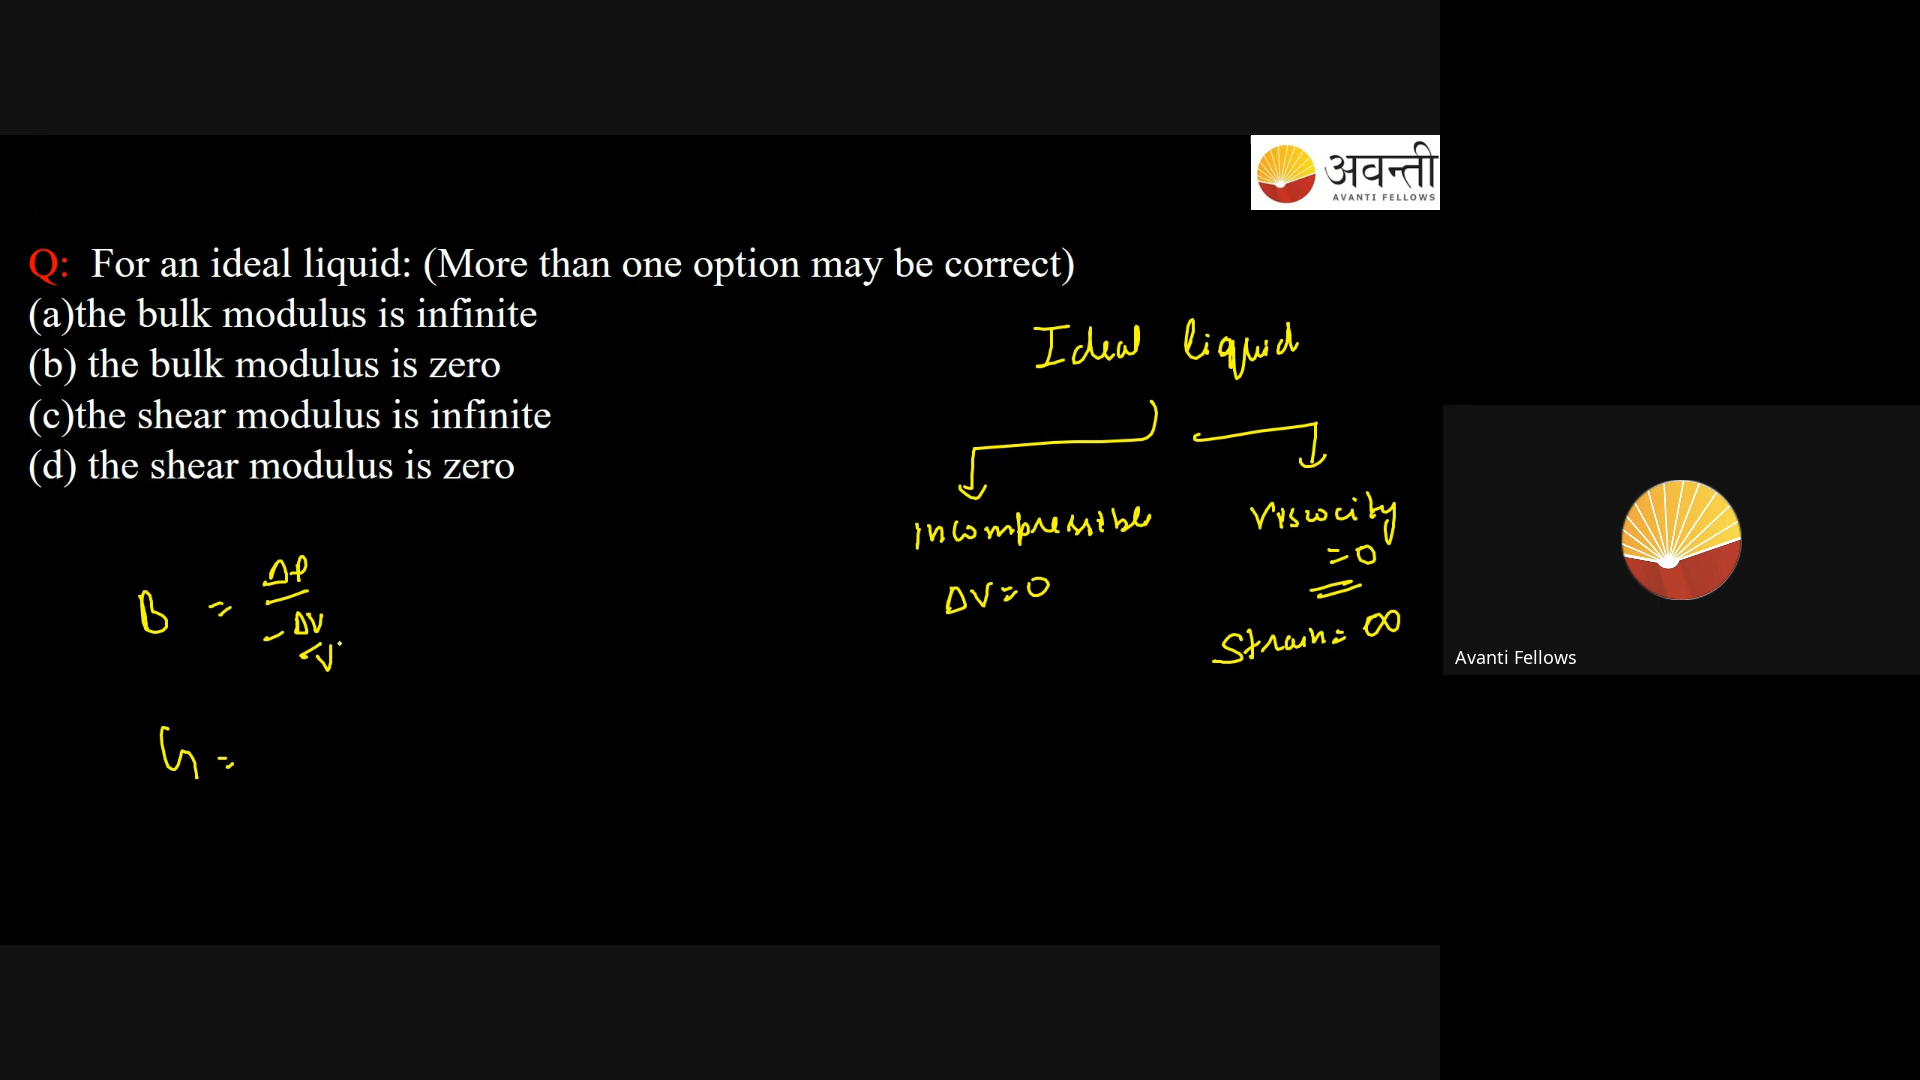 अवन्ती
AVANTI FELLOWS
Q: For an ideal liquid: (More than one option may be correct)
(a)the bulk modulus is infinite
(b) the bulk modulus is zero
(c)the shear modulus is infinite
(d) the shear modulus is zero
Ideal liquid
Incompressible
Viscocity
= 0
ΔV = 0
Strain = ∞
B = ΔP
- ΔV
V
G =
Avanti Fellows